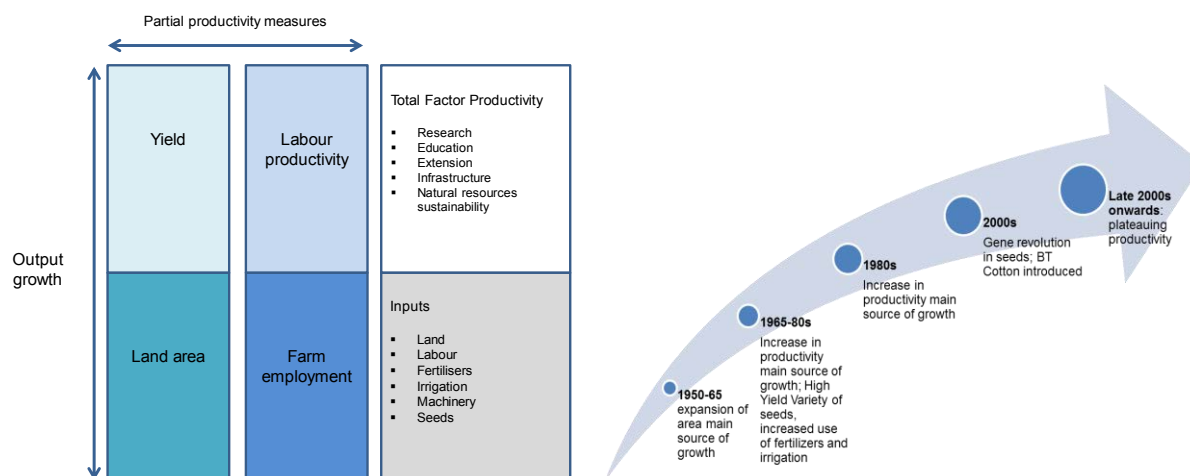 Partial productivity measures
Output
growth
Yield
Labour
productivity
Total Factor Productivity
▪ Research
▪ Education
▪ Extension
▪ Infrastructure
▪ Natural resources
sustainability
Land area
Farm
employment
Inputs
▪ Land
▪ Labour
▪ Fertilisers
▪ Irrigation
▪ Machinery
▪ Seeds
1950-65
expansion of
area main
source of
growth
1965-80s
Increase in
productivity
main source of
growth; High
Yield Variety of
seeds,
increased use
of fertilizers and
irrigation
1980s
Increase in
productivity main
source of growth
2000s
Gene revolution
in seeds; BT
Cotton introduced
Late 2000s
onwards:
plateauing
productivity